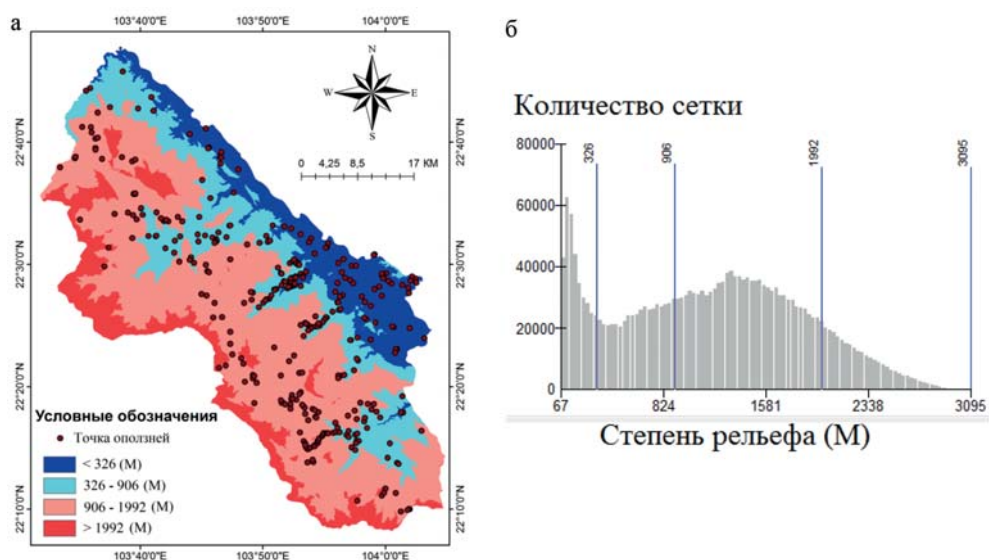 а
103°40'0"E 103°50'0"E 104°0'0"E
22°40'0"N
22°30'0"N
22°20'0"N
22°10'0"N
N
W E
S
0 4,25 8,5 17 КМ
22°40'0"N
22°30'0"N
22°20'0"N
22°10'0"N
Условные обозначения
Точка оползней
< 326 (М)
326 - 906 (М)
906 - 1992 (М)
> 1992 (М)
103°40'0"E 103°50'0"E 104°0'0"E
б
Количество сетки
80000
60000
40000
20000
0
326
906
1992
3095
67 824 1581 2338 3095
Степень рельефа (М)